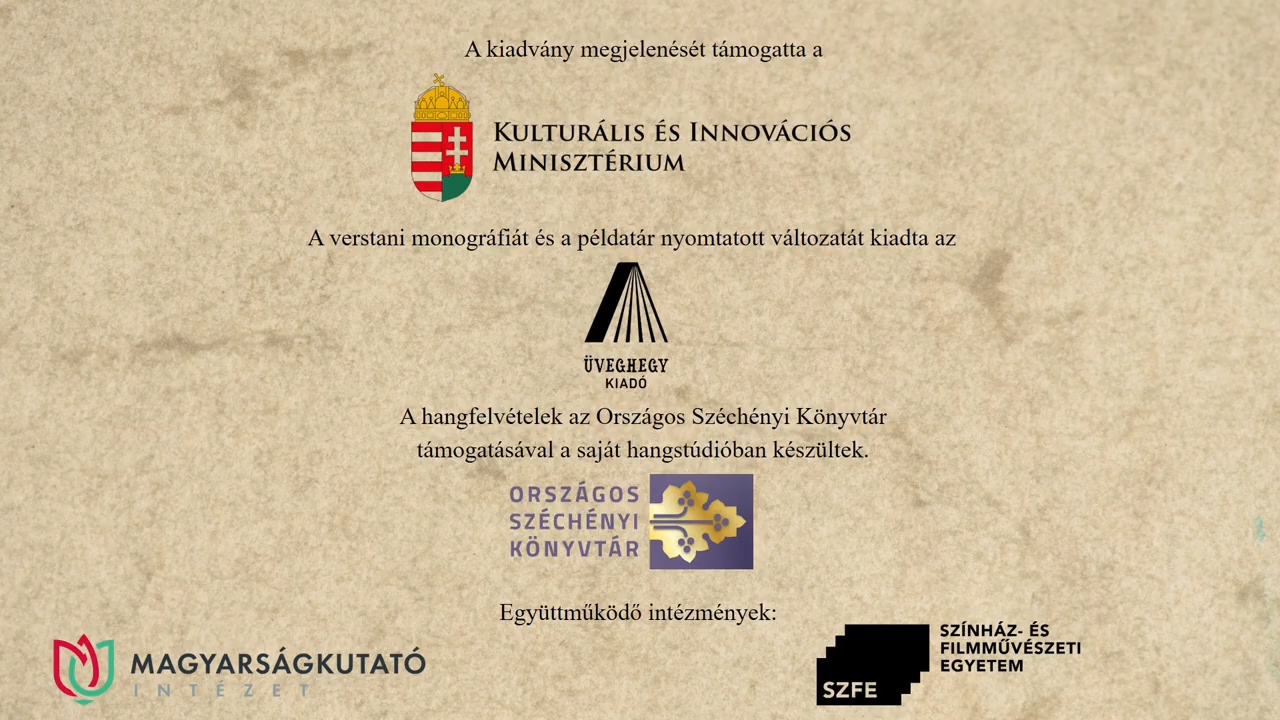 A kiadvány megjelenését támogatta a
KULTURÁLIS ÉS INNOVÁCIÓS
MINISZTÉRIUM
A verstani monográfiát és a példatár nyomtatott változatát kiadta az
ÜVEGHEGY
KIADÓ
A hangfelvételek az Országos Széchényi Könyvtár
támogatásával a saját hangstúdióban készültek.
ORSZÁGOS
SZÉCHÉNYI
KÖNYVTÁR
Együttműködő intézmények:
MAGYARSÁGKUTATÓ
INTÉZET
SZFE
SZÍNHÁZ- ÉS
FILMMŰVÉSZETI
EGYETEM